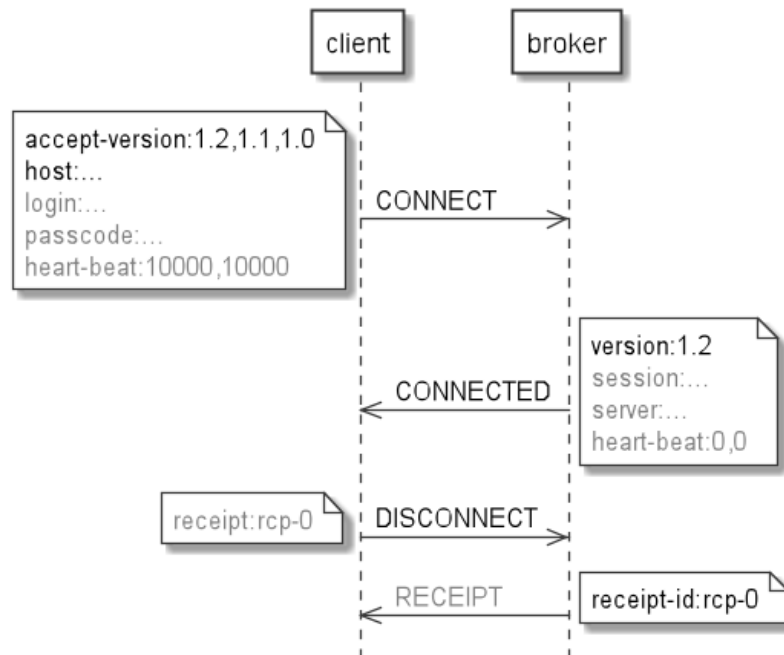 client
broker
accept-version:1.2,1.1,1.0
host:...
login:...
passcode:...
heart-beat:10000,10000
CONNECT
version:1.2
session:...
server:...
heart-beat:0,0
CONNECTED
receipt:rcp-0
DISCONNECT
RECEIPT
receipt-id:rcp-0